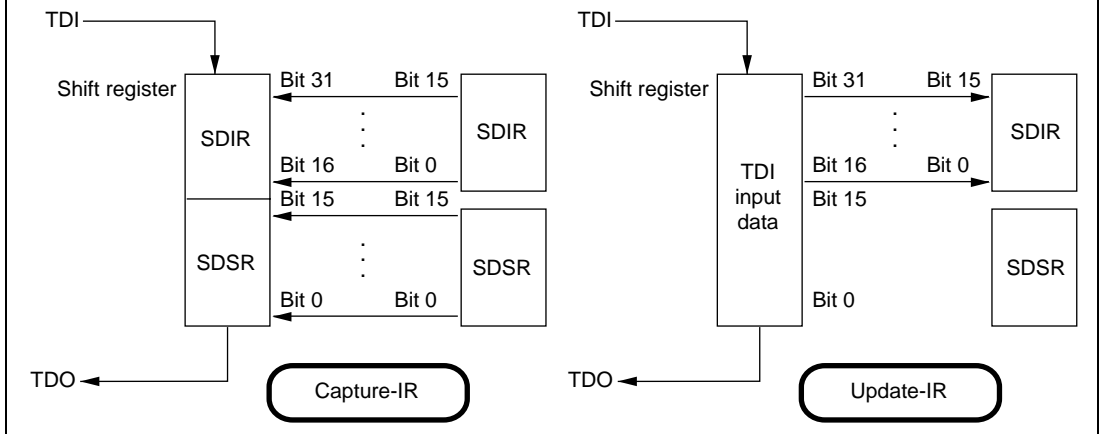 TDI
Shift register
SDIR
SDSR
Bit 31 Bit 15
SDIR
Bit 16 Bit 0
Bit 15 Bit 15
SDSR
Bit 0 Bit 0
TDO
Capture-IR
TDI
Shift register
TDI
input
data
Bit 31 Bit 15
SDIR
Bit 16 Bit 0
Bit 15
SDSR
Bit 0
TDO
Update-IR